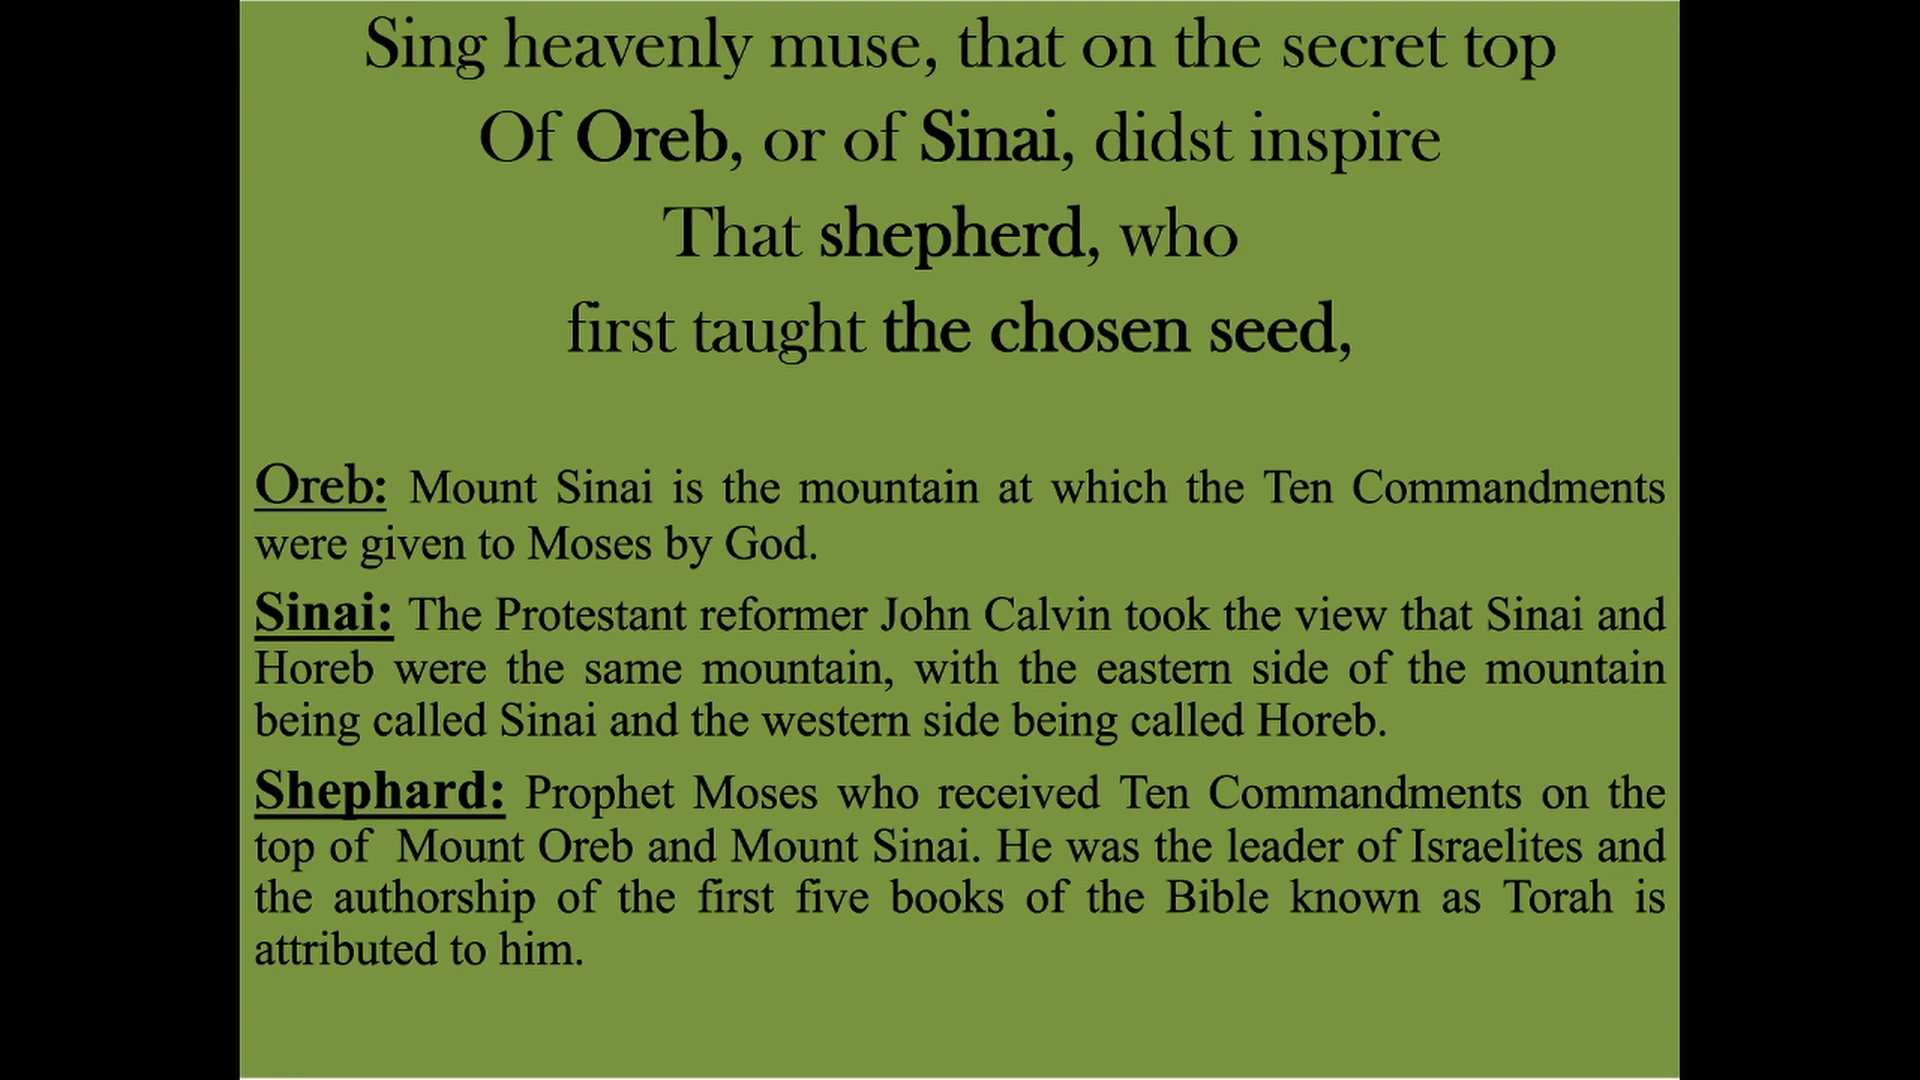 Sing heavenly muse, that on the secret top
Of Oreb, or of Sinai, didst inspire
That shepherd, who
first taught the chosen seed,
Oreb: Mount Sinai is the mountain at which the Ten Commandments
were given to Moses by God.
Sinai: The Protestant reformer John Calvin took the view that Sinai and
Horeb were the same mountain, with the eastern side of the mountain
being called Sinai and the western side being called Horeb.
Shephard: Prophet Moses who received Ten Commandments on the
top of Mount Oreb and Mount Sinai. He was the leader of Israelites and
the authorship of the first five books of the Bible known as Torah is
attributed to him.